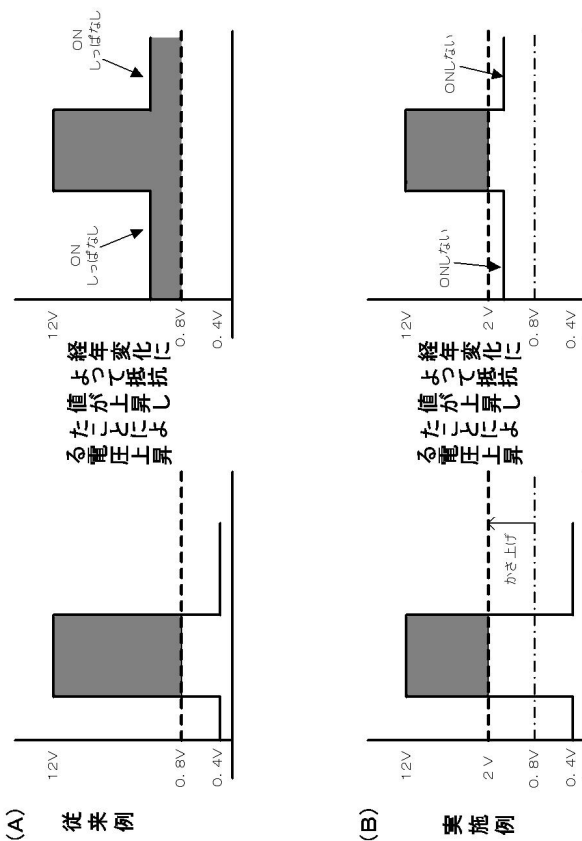 (A)
従来例
12V
0.8V
0.4V
経年変化に
よって抵抗
値が上昇し
たことによ
る電圧上昇
12V
0.8V
0.4V
ON
しっぱなし
ON
しっぱなし
(B)
実施例
12V
2V
0.8V
0.4V
かさ上げ
経年変化に
よって抵抗
値が上昇し
たことによ
る電圧上昇
12V
2V
0.8V
0.4V
ONしない
ONしない